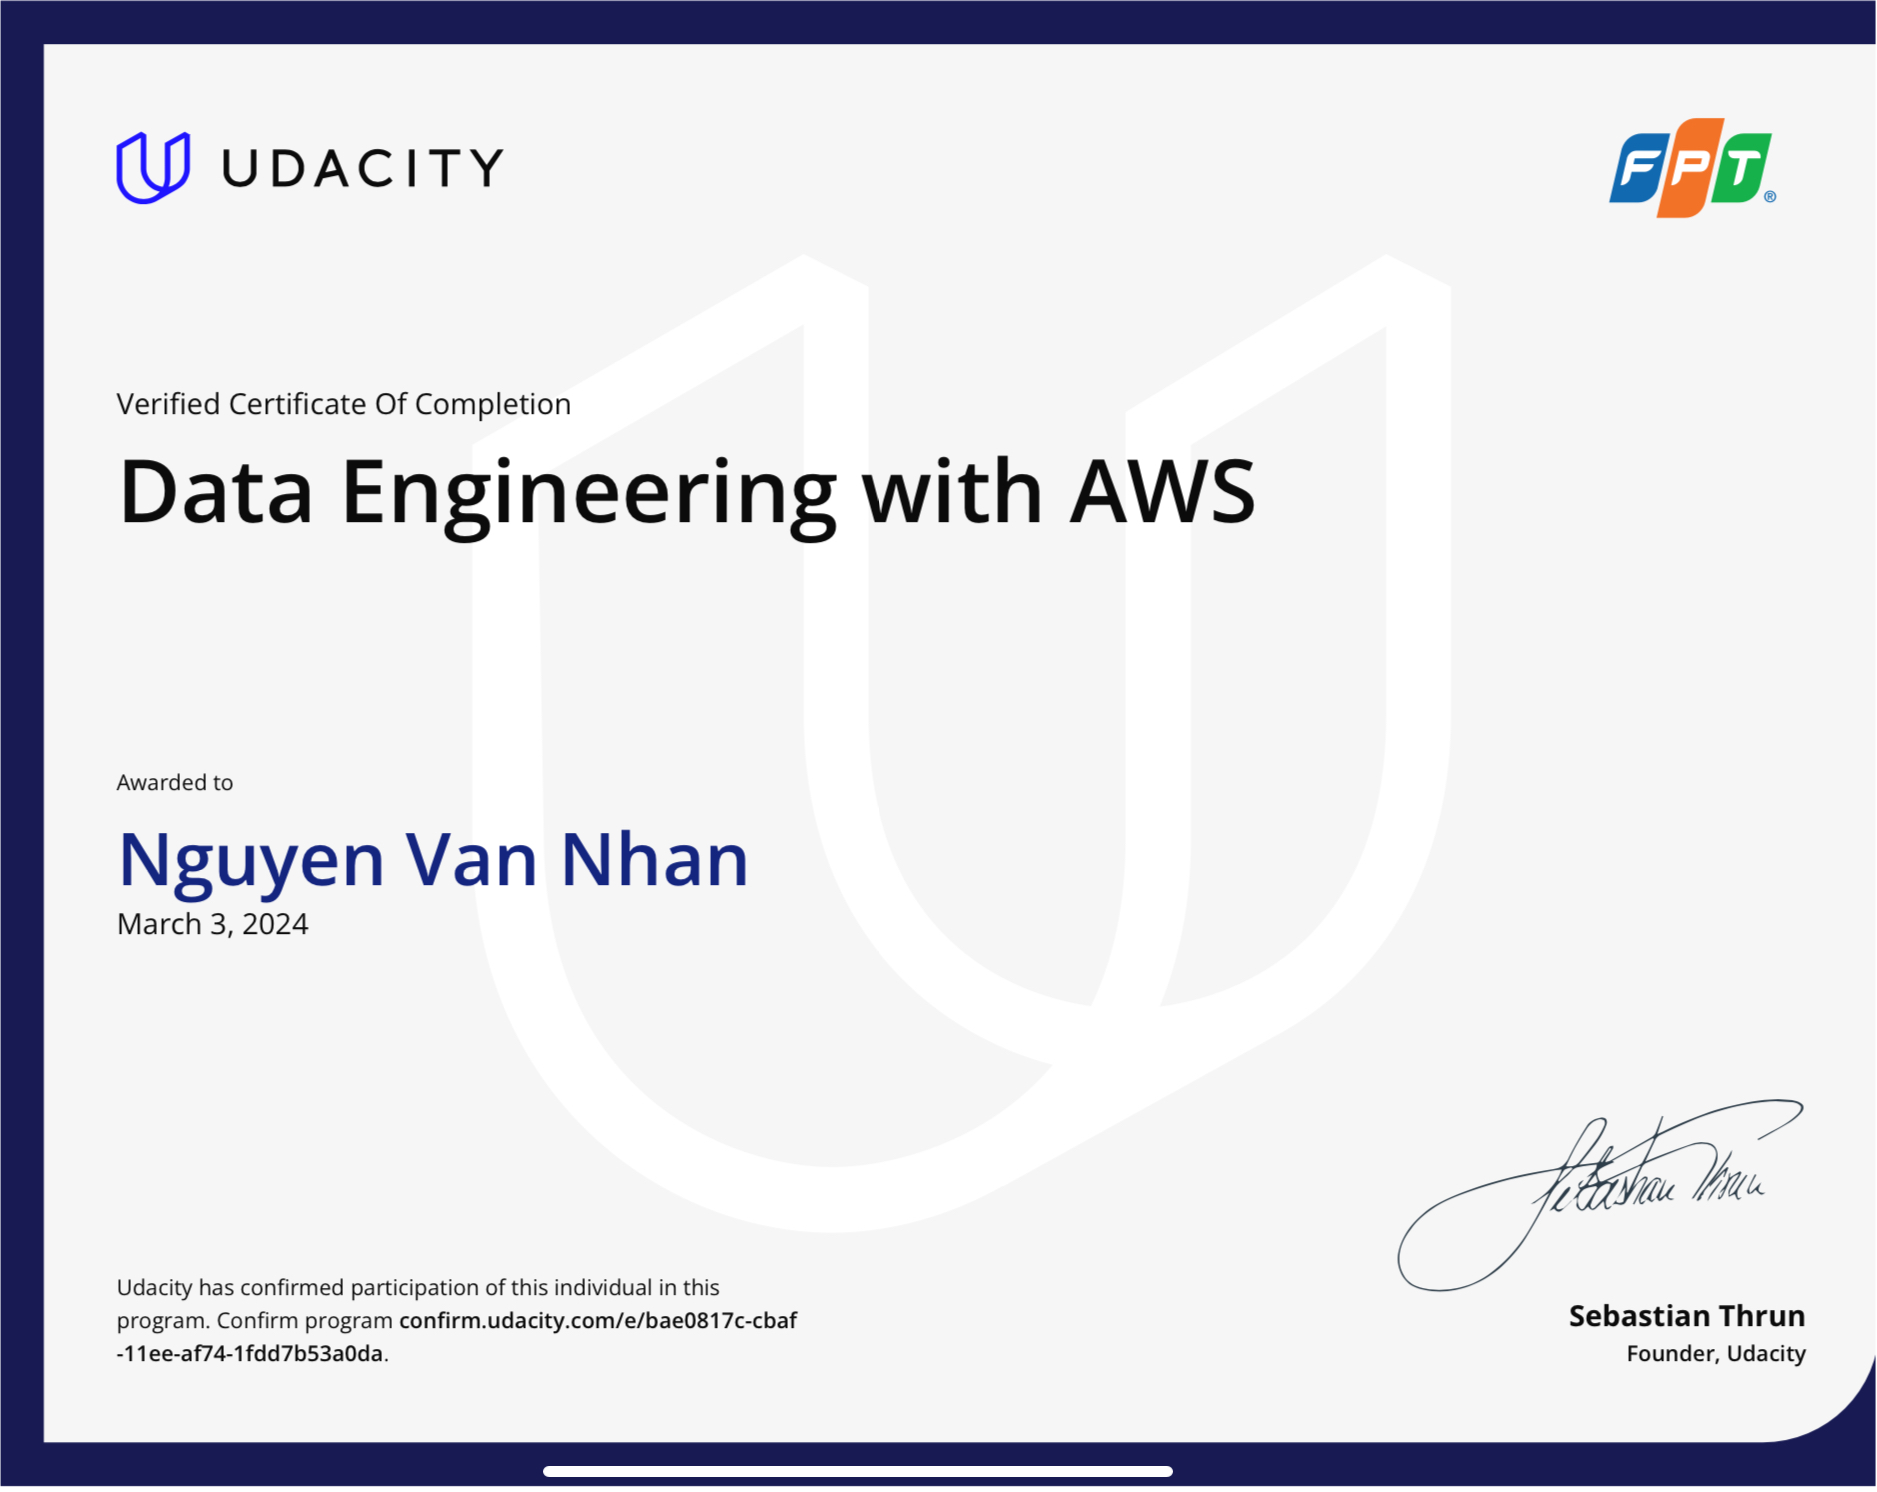 UDACITY
FPT®
Verified Certificate Of Completion
Data Engineering with AWS
Awarded to
Nguyen Van Nhan
March 3, 2024
Sebastian Thrun
Udacity has confirmed participation of this individual in this
program. Confirm program confirm.udacity.com/e/bae0817c-cbaf
-11ee-af74-1fdd7b53a0da.
Sebastian Thrun
Founder, Udacity